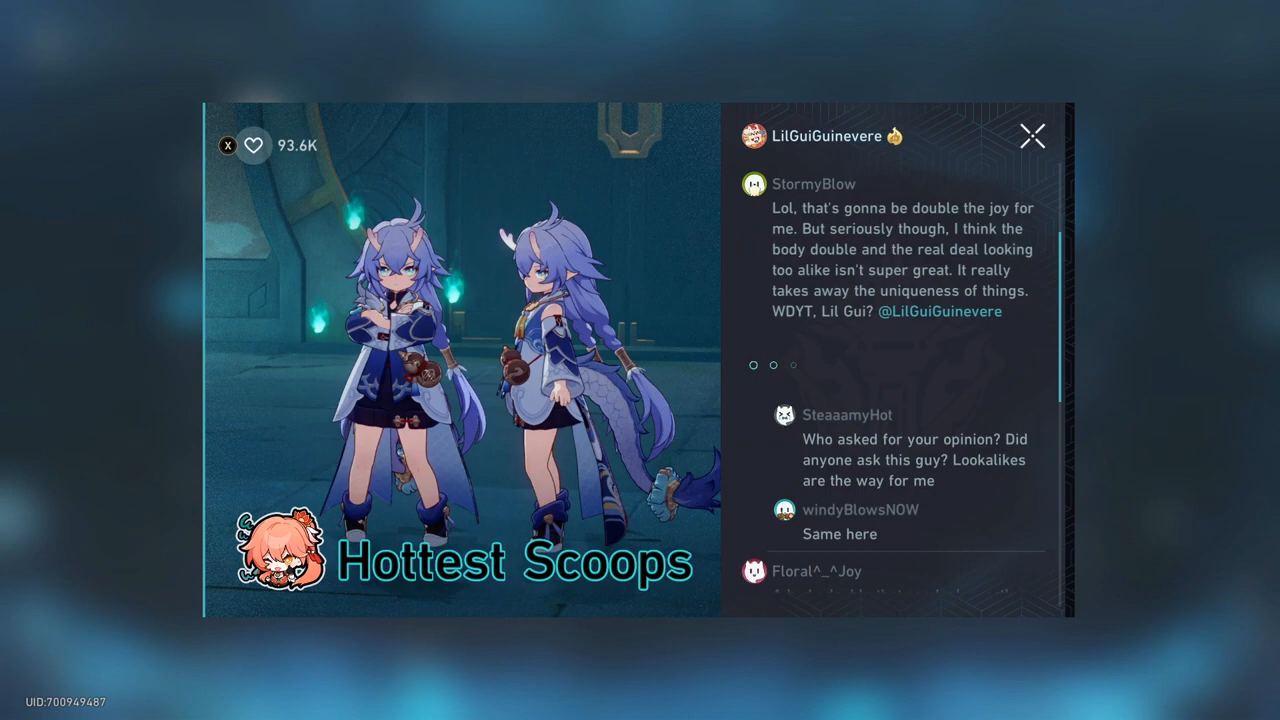 X
93.6K
LilGuiGuinevere
StormyBlow
Lol, that's gonna be double the joy for
me. But seriously though, I think the
body double and the real deal looking
too alike isn't super great. It really
takes away the uniqueness of things.
WDYT, Lil Gui? @LilGuiGuinevere
SteaaamyHot
Who asked for your opinion? Did
anyone ask this guy? Lookalikes
are the way for me
windyBlowsNOW
Same here
Floral^_^Joy
Hottest Scoops
UID:700949487